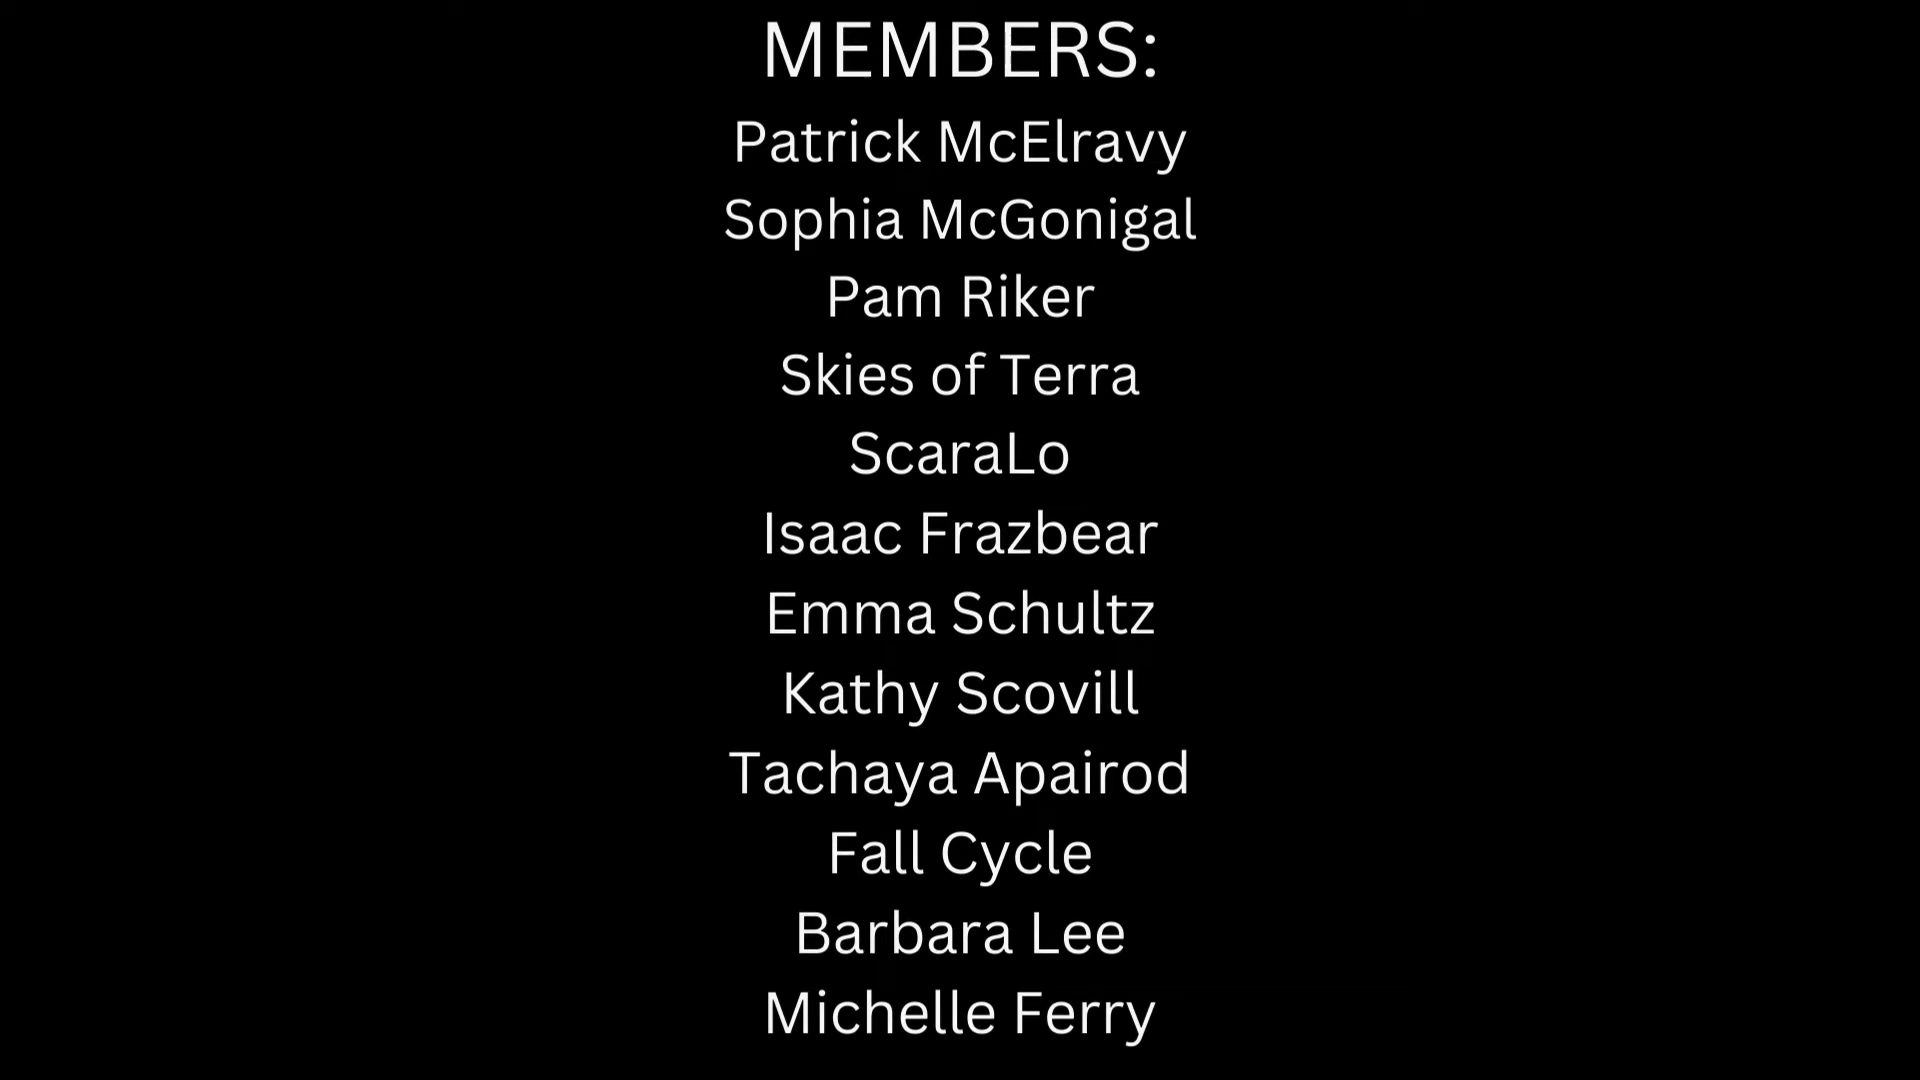 MEMBERS:
Patrick McElravy
Sophia McGonigal
Pam Riker
Skies of Terra
ScaraLo
Isaac Frazbear
Emma Schultz
Kathy Scovill
Tachaya Apairod
Fall Cycle
Barbara Lee
Michelle Ferry